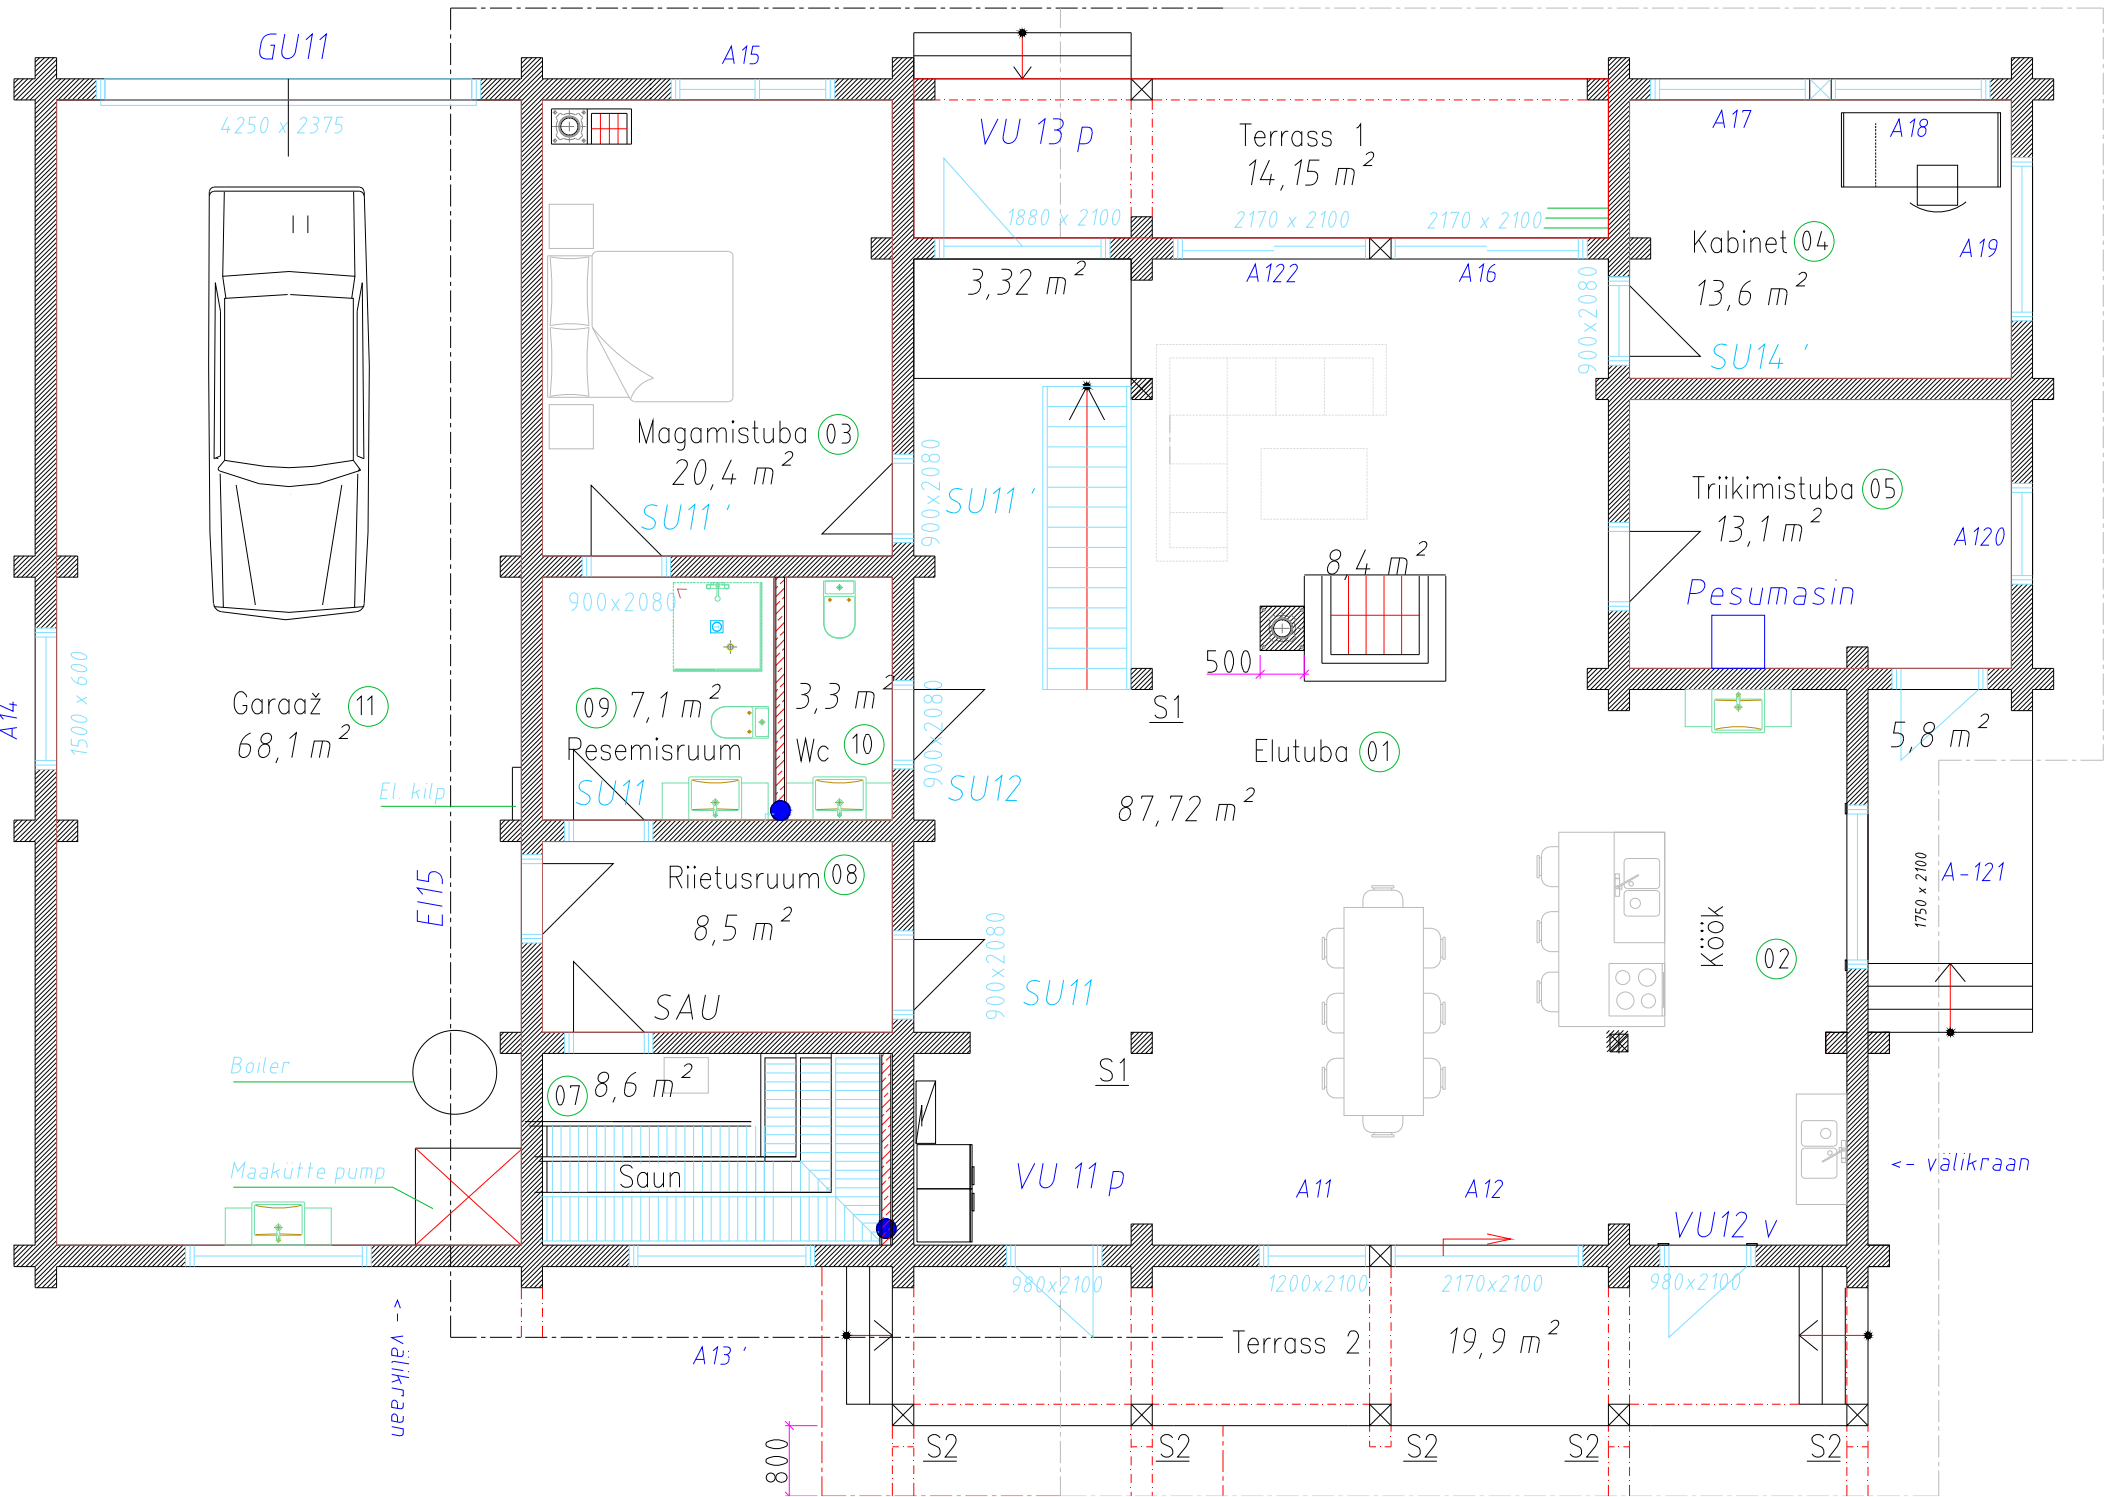 GU11
A15
4250 x 2375
VU 13 p
Terrass 1
14,15 m²
A17
A18
1880 x 2100
2170 x 2100
2170 x 2100
Kabinet 04
13,6 m²
A19
3,32 m²
A122
A16
900x2080
SU14 '
Magamistuba 03
20,4 m²
SU11 '
900x2080
SU11 '
Triikimistuba 05
13,1 m²
A120
8,4 m²
Pesumasin
900x2080
500
A14
1500 x 600
Garaaž 11
68,1 m²
09 7,1 m²
Resemisruum
SU11
3,3 m²
Wc 10
900x2080
SU12
S1
Elutuba 01
87,72 m²
5,8 m²
El. kilp
EI15
Riietusruum 08
8,5 m²
SAU
900x2080
SU11
Köök
02
1750 x 2100
A-121
Boiler
07 8,6 m²
S1
Maakütte pump
Saun
VU 11 p
A11
A12
<- välikraan
VU12 v
980x2100
1200x2100
2170x2100
980x2100
<- välikraan
A13 '
Terrass 2
19,9 m²
800
S2
S2
S2
S2
S2